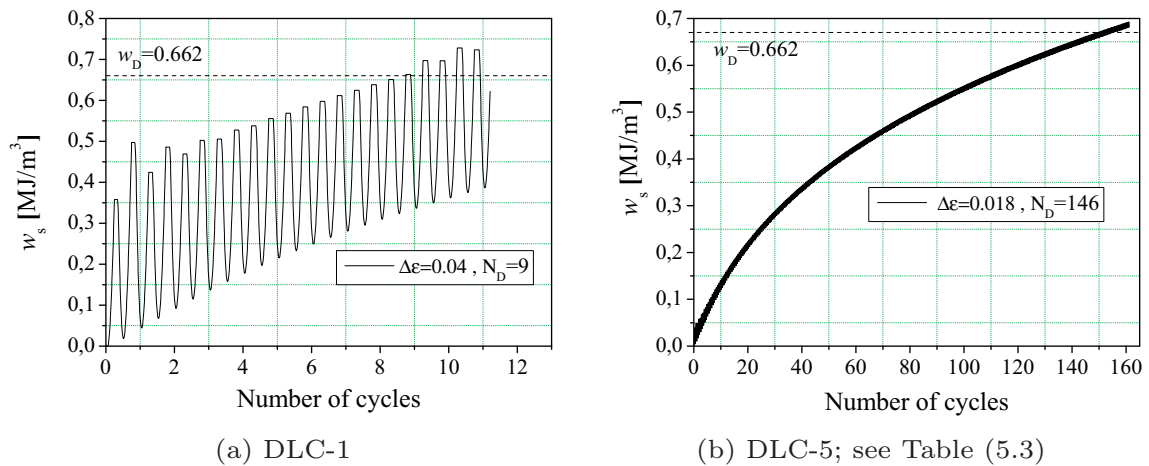 0,8
0,7
0,6
0,5
0,4
0,3
0,2
0,1
0,0
w_s [MJ/m³]
w_D=0.662
Δε=0.04 , N_D=9
0 2 4 6 8 10 12
Number of cycles
(a) DLC-1
0,7
0,6
0,5
0,4
0,3
0,2
0,1
0,0
w_s [MJ/m³]
w_D=0.662
Δε=0.018 , N_D=146
0 20 40 60 80 100 120 140 160
Number of cycles
(b) DLC-5; see Table (5.3)